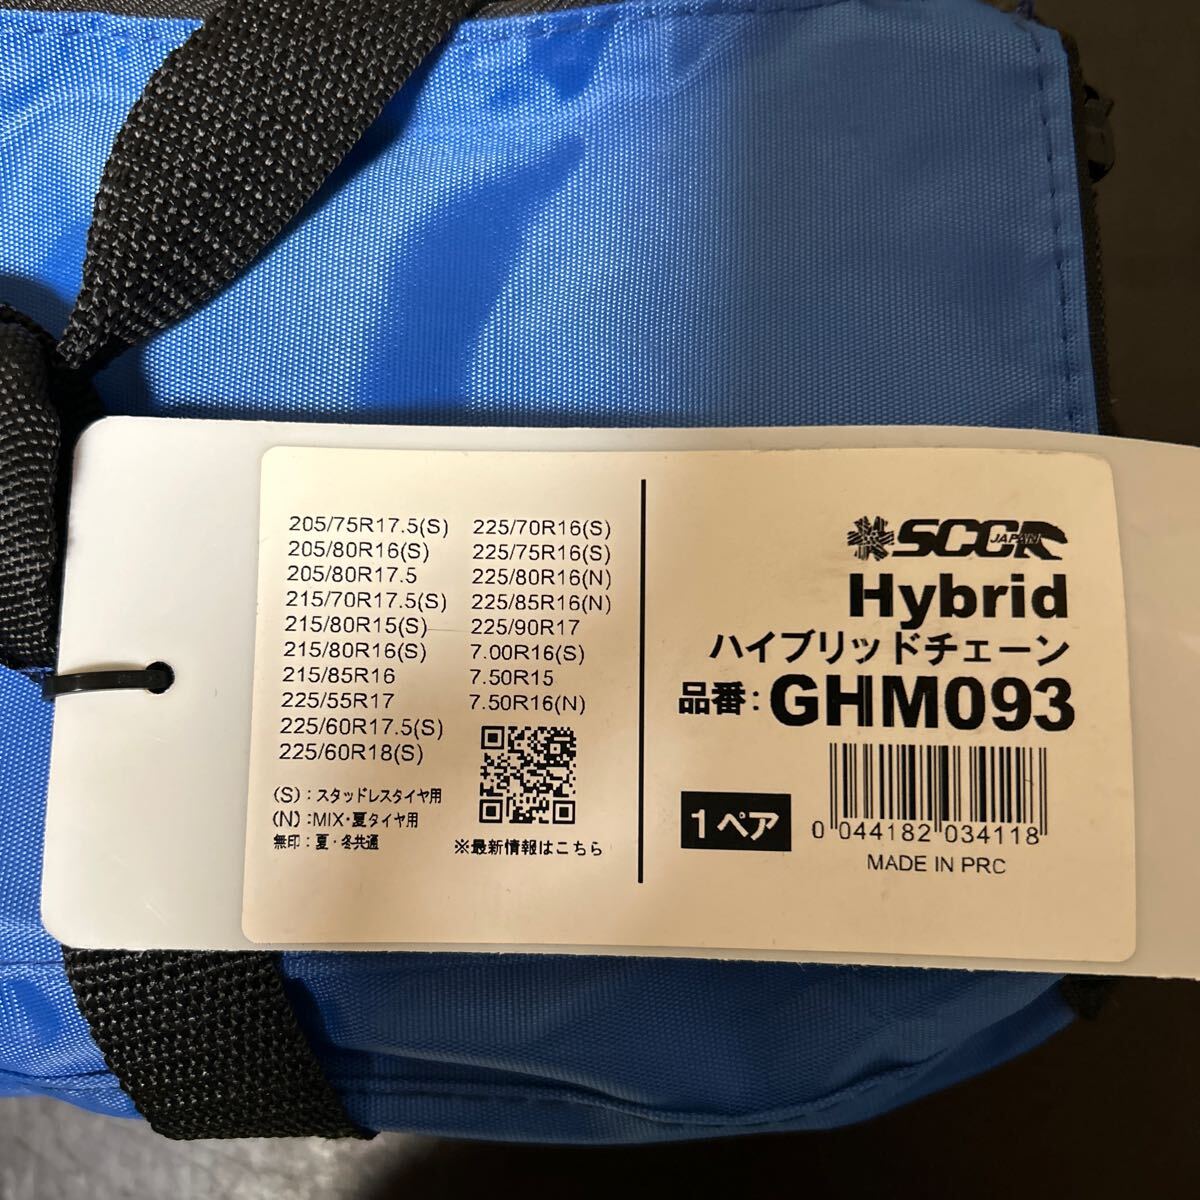 205/75R17.5(S)
205/80R16(S)
205/80R17.5
215/70R17.5(S)
215/80R15(S)
215/80R16(S)
215/85R16
225/55R17
225/60R17.5(S)
225/60R18(S)
225/70R16(S)
225/75R16(S)
225/80R16(N)
225/85R16(N)
225/90R17
7.00R16(S)
7.50R15
7.50R16(N)
(S):スタッドレスタイヤ用
(N):MIX・夏タイヤ用
無印:夏・冬共通
※最新情報はこちら
SCCR JAPAN
Hybrid
ハイブリッドチェーン
品番:GHM093
1ペア
0 044182 034118
MADE IN PRC